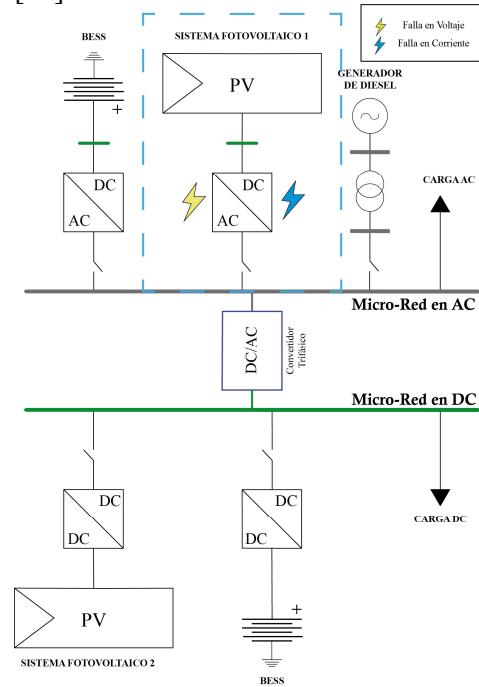 Falla en Voltaje
Falla en Corriente
BESS
SISTEMA FOTOVOLTAICO 1
+
PV
GENERADOR
DE DIESEL
DC
AC
DC
AC
CARGA AC
Micro-Red en AC
DC/AC
Convertidor
Trifásico
Micro-Red en DC
DC
DC
DC
DC
CARGA DC
PV
+
SISTEMA FOTOVOLTAICO 2
BESS